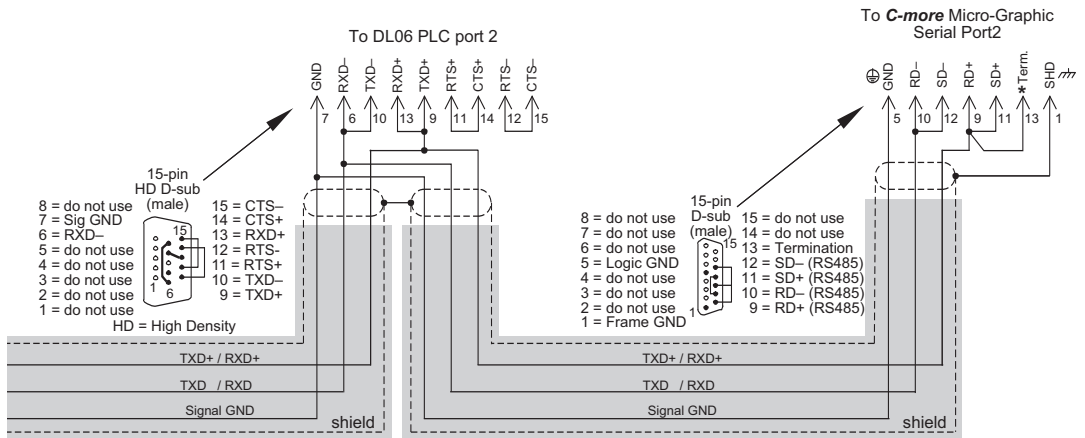 To DL06 PLC port 2
GND
RXD–
TXD–
RXD+
TXD+
RTS+
CTS+
RTS–
CTS–
7
6
10
13
9
11
14
12
15
To C-more Micro-Graphic
Serial Port2
GND
RD–
SD–
RD+
SD+
*Term.
SHD
5
10
12
9
11
13
1
15-pin
HD D-sub
(male)
8 = do not use
7 = Sig GND
6 = RXD–
5 = do not use
4 = do not use
3 = do not use
2 = do not use
1 = do not use
15
1
6
15 = CTS–
14 = CTS+
13 = RXD+
12 = RTS-
11 = RTS+
10 = TXD–
9 = TXD+
HD = High Density
15-pin
D-sub
(male)
8 = do not use
7 = do not use
6 = do not use
5 = Logic GND
4 = do not use
3 = do not use
2 = do not use
1 = Frame GND
15
1
15 = do not use
14 = do not use
13 = Termination
12 = SD– (RS485)
11 = SD+ (RS485)
10 = RD– (RS485)
9 = RD+ (RS485)
TXD+ / RXD+
TXD / RXD
Signal GND
shield
TXD+ / RXD+
TXD / RXD
Signal GND
shield